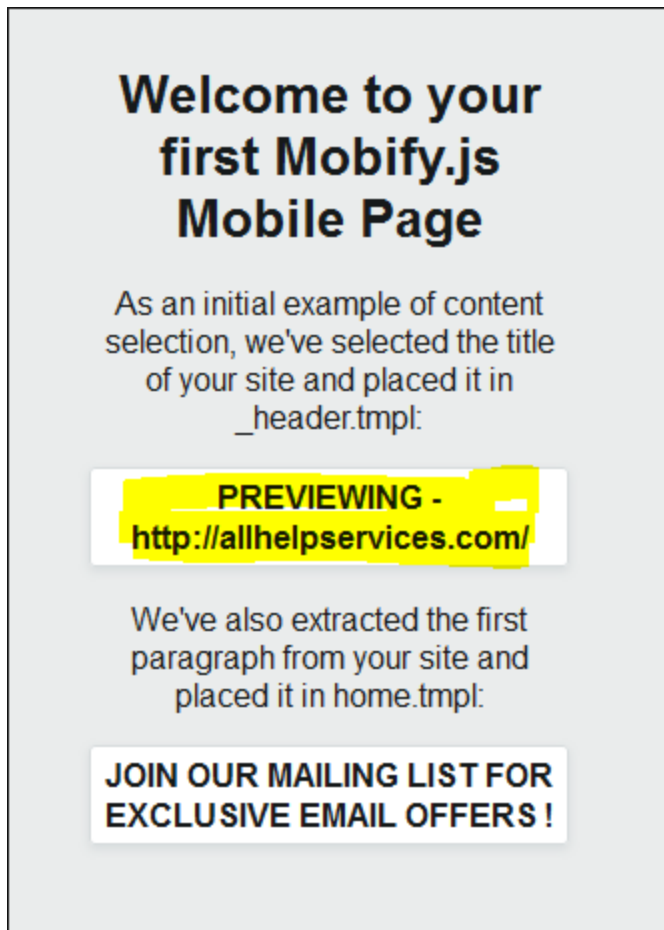 Welcome to your
first Mobify.js
Mobile Page
As an initial example of content
selection, we've selected the title
of your site and placed it in
_header.tmpl:
PREVIEWING -
http://allhelpservices.com/
We've also extracted the first
paragraph from your site and
placed it in home.tmpl:
JOIN OUR MAILING LIST FOR
EXCLUSIVE EMAIL OFFERS !